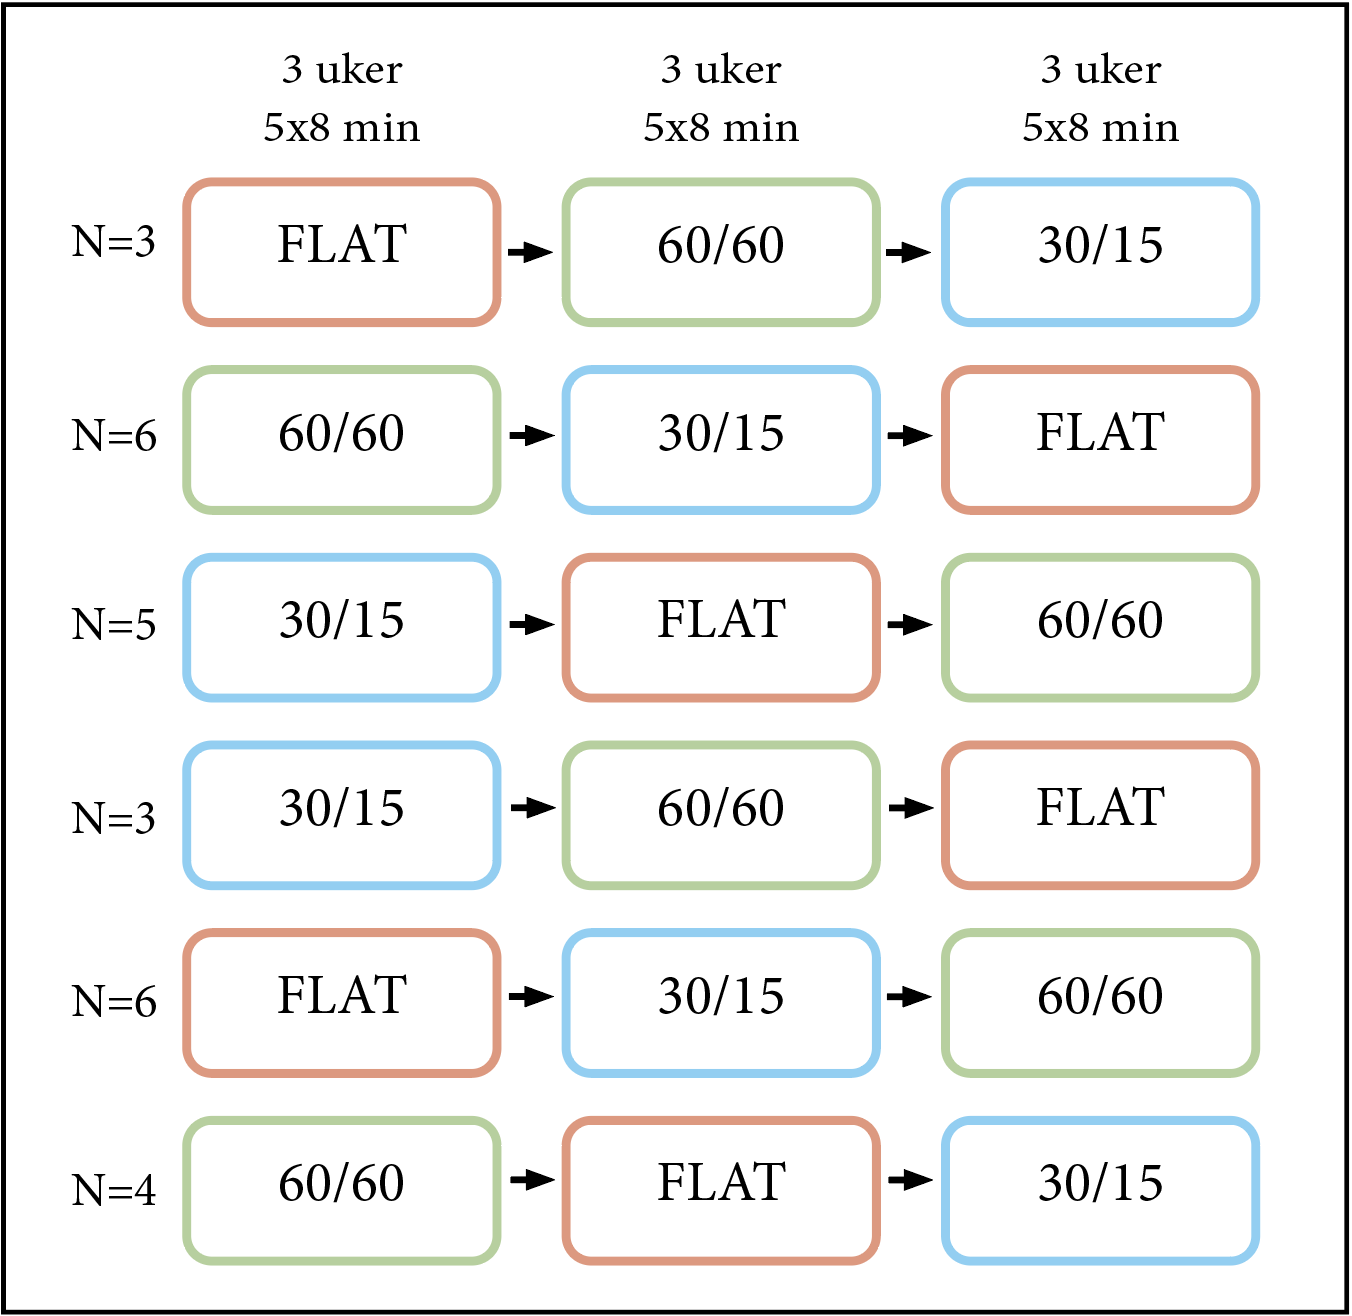 3 uker 3 uker 3 uker
5x8 min 5x8 min 5x8 min
N=3 FLAT 60/60 30/15
N=6 60/60 30/15 FLAT
N=5 30/15 FLAT 60/60
N=3 30/15 60/60 FLAT
N=6 FLAT 30/15 60/60
N=4 60/60 FLAT 30/15